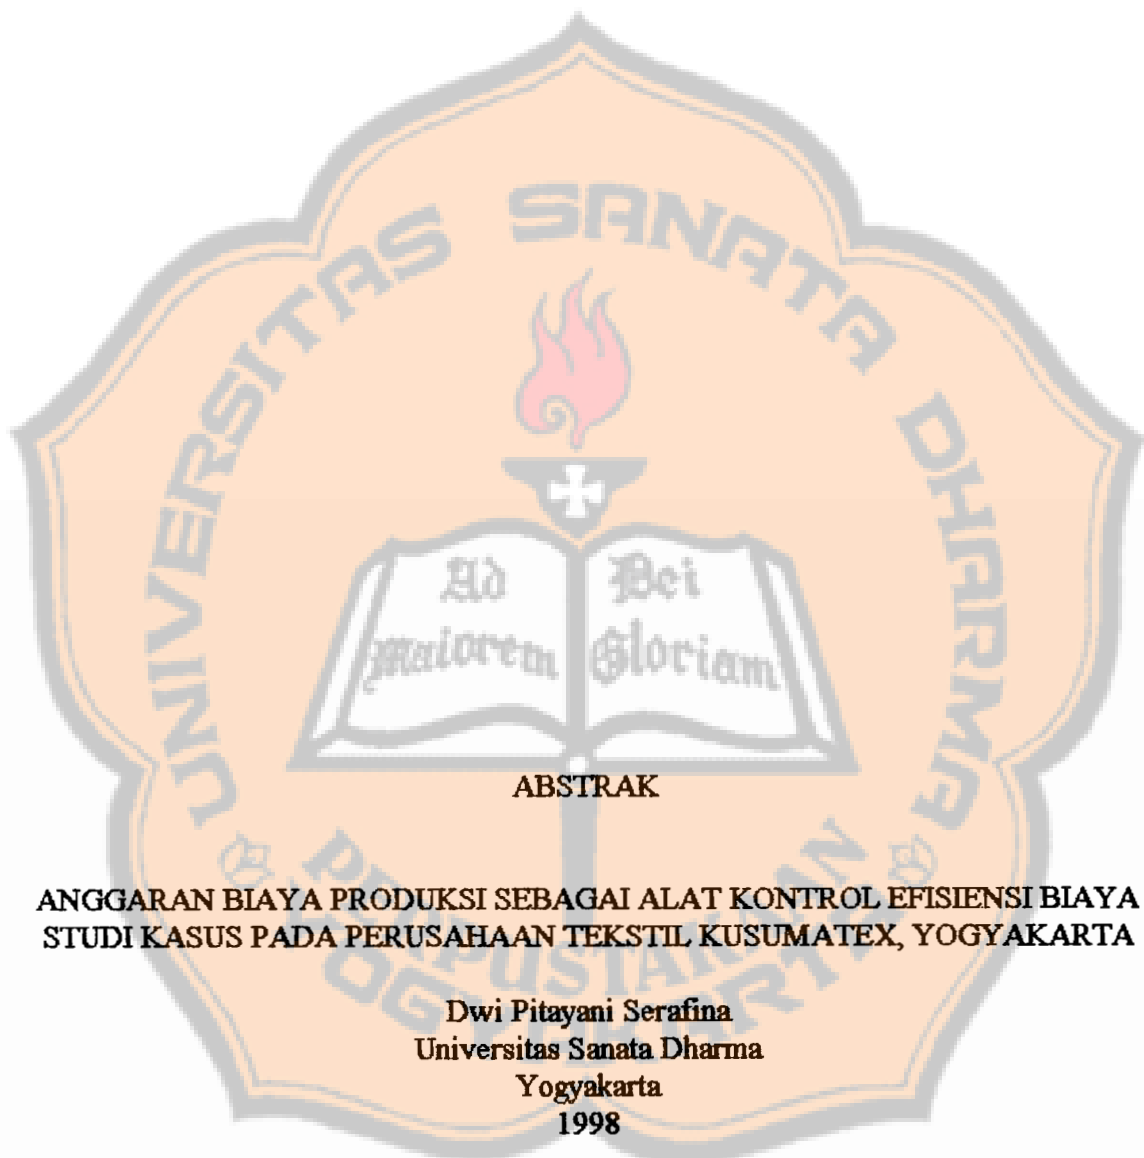 UNIVERSITAS SANATA DHARMA
Ad Dei
Maiorem Gloriam
ABSTRAK
PERPUSTAKAAN
YOGYAKARTA
ANGGARAN BIAYA PRODUKSI SEBAGAI ALAT KONTROL EFISIENSI BIAYA
STUDI KASUS PADA PERUSAHAAN TEKSTIL KUSUMATEX, YOGYAKARTA
Dwi Pitayani Serafina
Universitas Sanata Dharma
Yogyakarta
1998